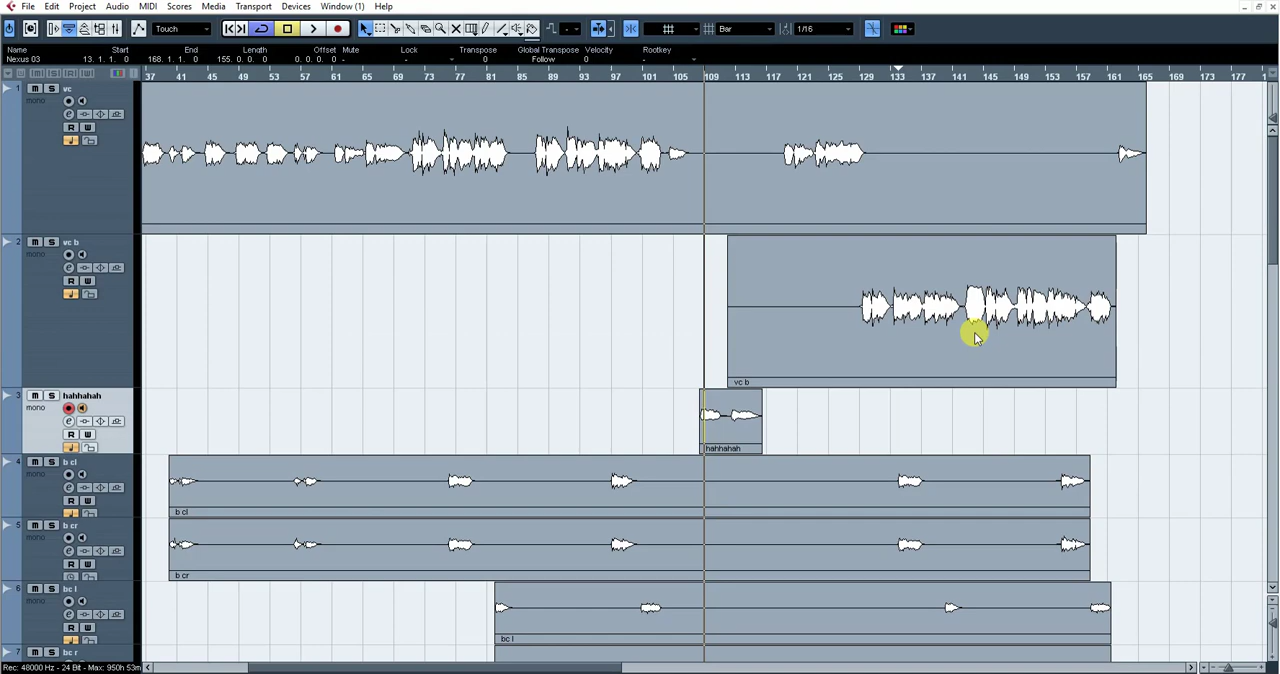 File Edit Project Audio MIDI Scores Media Transport Devices Window (1) Help
Touch Bar 1/16
Name Start End Length Offset Mute Lock Transpose Global Transpose Velocity Rootkey
Nexus 03 13. 1. 1. 0 168. 1. 1. 0 155. 0. 0. 0 0. 0. 0. 0 - - 0 Follow 0 -
37 41 45 49 53 57 61 65 69 73 77 81 85 89 93 97 101 105 109 113 117 121 125 129 133 137 141 145 149 153 157 161 165 169 173 177 1
1 m S vc
mono
e
R W
2 m S vc b
mono
e
R W
vc b
3 m S hahhahah
mono
e
R W
hahhahah
4 m S b cl
mono
e
R W
b cl
5 m S b cr
mono
e
R W
b cr
6 m S bc l
mono
e
R W
bc l
7 m S bc r
Rec: 48000 Hz - 24 Bit - Max: 950h 53m